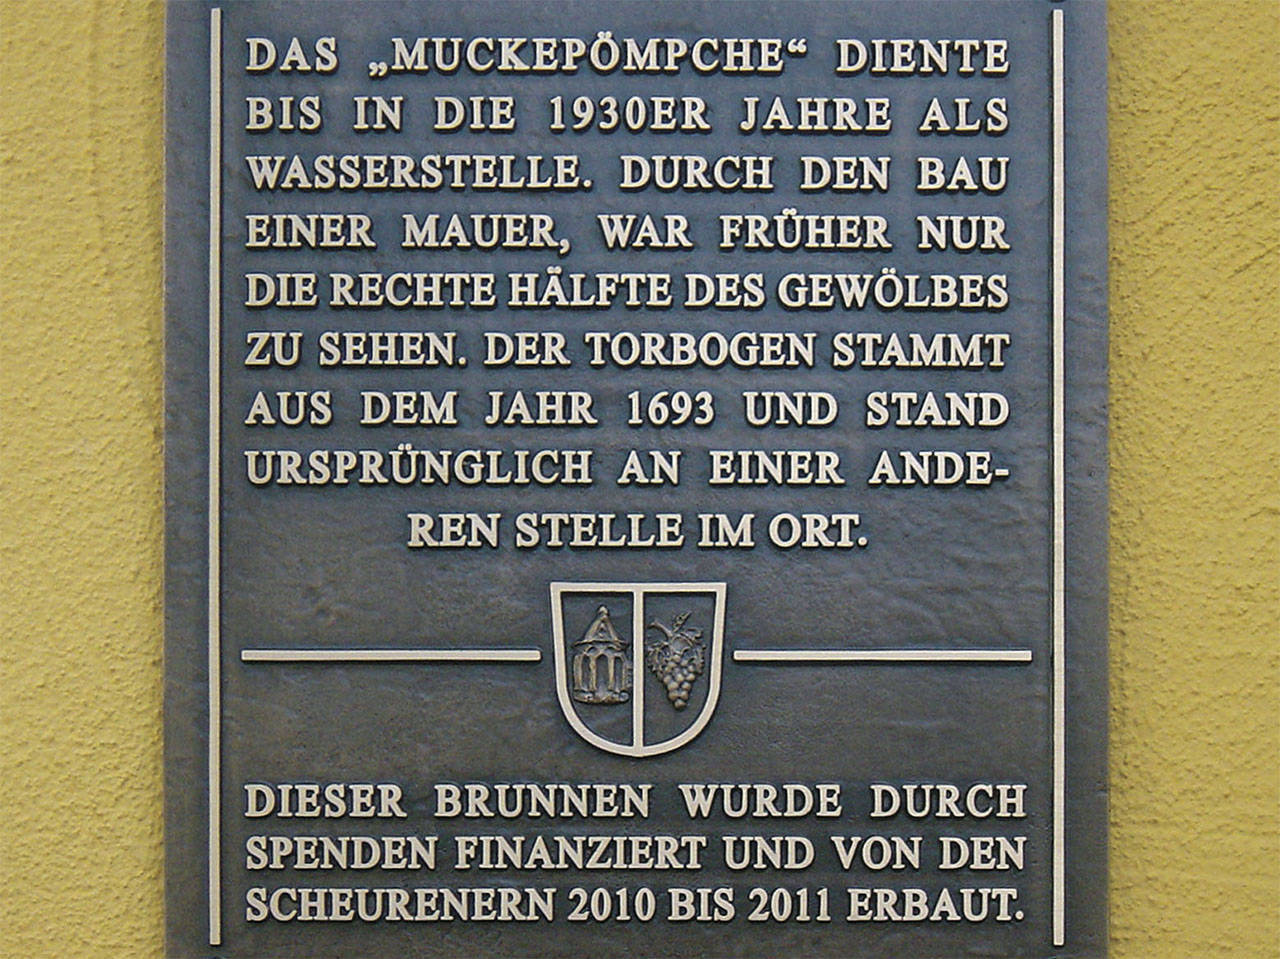 DAS „MUCKEPÖMPCHE“ DIENTE
BIS IN DIE 1930ER JAHRE ALS
WASSERSTELLE. DURCH DEN BAU
EINER MAUER, WAR FRÜHER NUR
DIE RECHTE HÄLFTE DES GEWÖLBES
ZU SEHEN. DER TORBOGEN STAMMT
AUS DEM JAHR 1693 UND STAND
URSPRÜNGLICH AN EINER ANDE-
REN STELLE IM ORT.
DIESER BRUNNEN WURDE DURCH
SPENDEN FINANZIERT UND VON DEN
SCHEURENERN 2010 BIS 2011 ERBAUT.